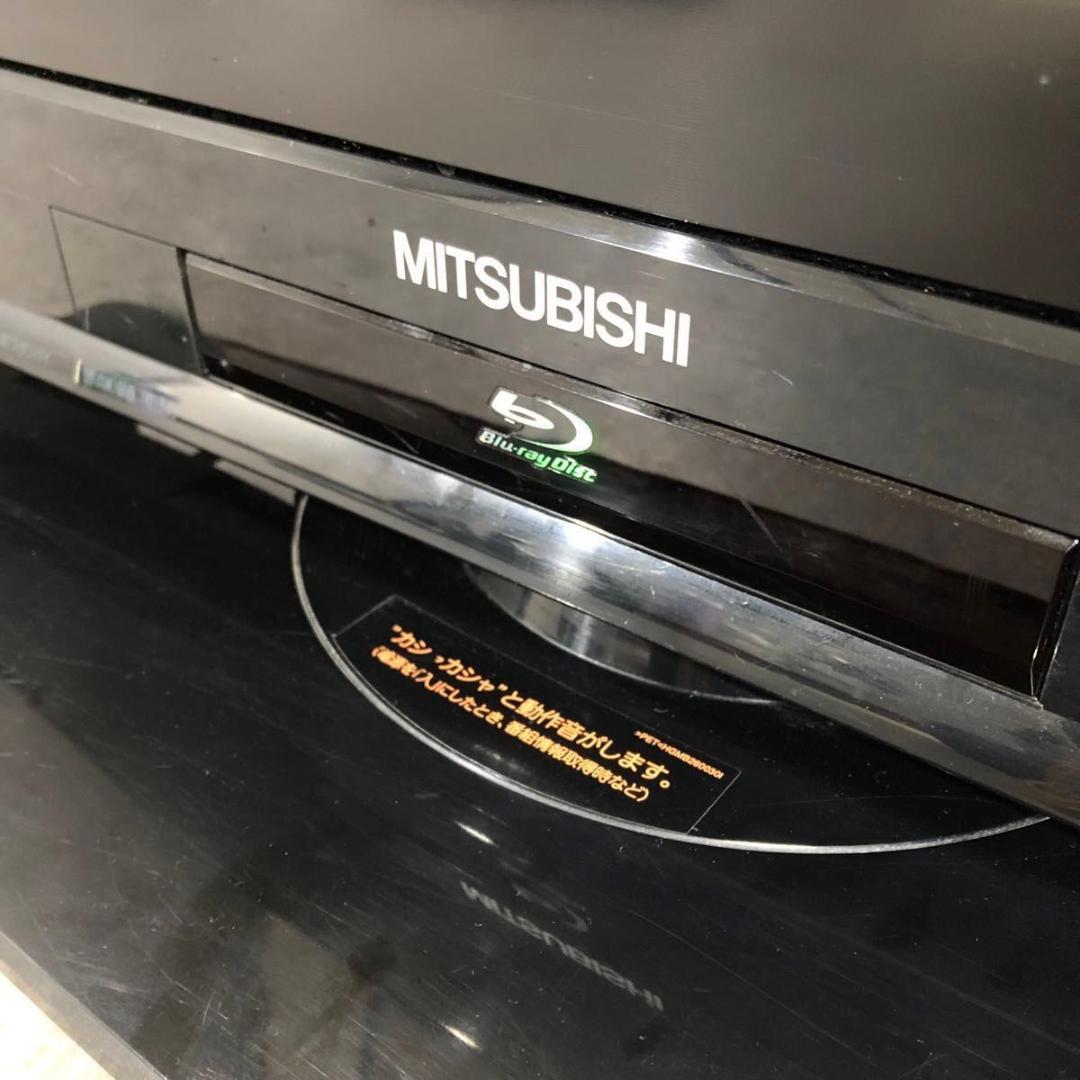 MITSUBISHI
Blu-ray Disc
"カシャカシャ"と動作音がします。
(電源を「入」にしたとき、番組情報取得時など)